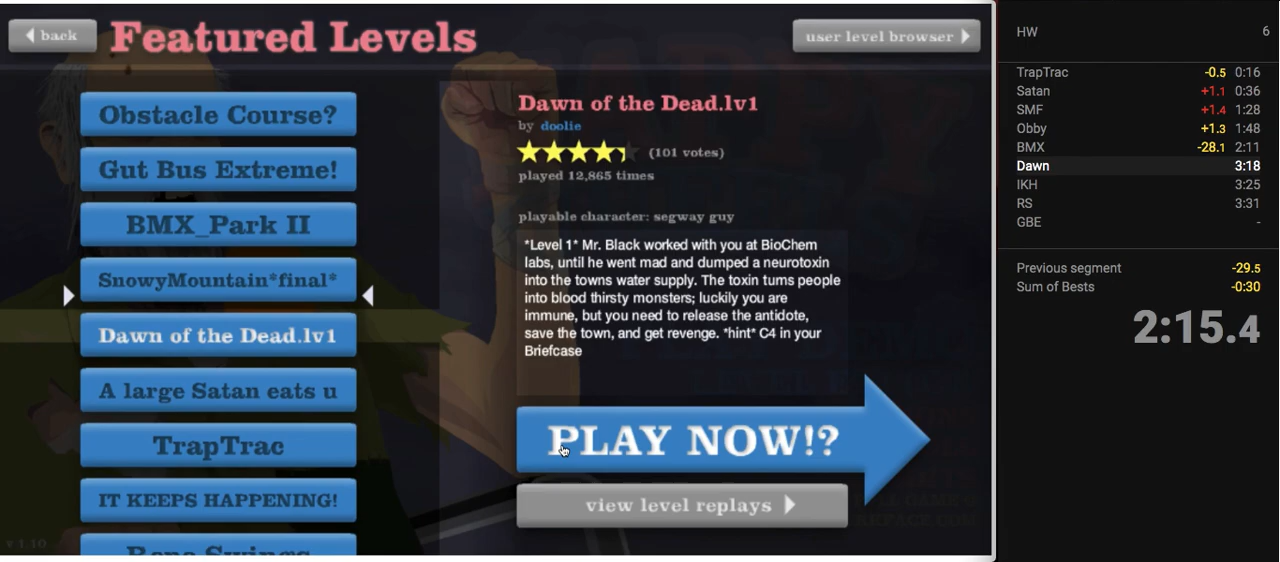 back
Featured Levels
user level browser
Obstacle Course?
Gut Bus Extreme!
BMX_Park II
SnowyMountain*final*
Dawn of the Dead.lv1
A large Satan eats u
TrapTrac
IT KEEPS HAPPENING!
Rope Swings
v 1.10
Dawn of the Dead.lv1
by doolie
(101 votes)
played 12,865 times
playable character: segway guy
*Level 1* Mr. Black worked with you at BioChem
labs, until he went mad and dumped a neurotoxin
into the towns water supply. The toxin turns people
into blood thirsty monsters; luckily you are
immune, but you need to release the antidote,
save the town, and get revenge. *hint* C4 in your
Briefcase
PLAY NOW!?
view level replays
HW 6
TrapTrac -0.5 0:16
Satan +1.1 0:36
SMF +1.4 1:28
Obby +1.3 1:48
BMX -28.1 2:11
Dawn 3:18
IKH 3:25
RS 3:31
GBE -
Previous segment -29.5
Sum of Bests -0:30
2:15.4